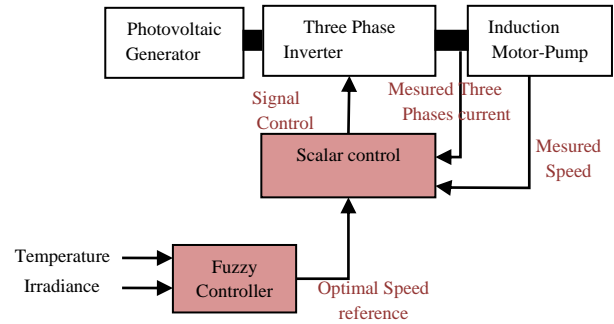 Photovoltaic
Generator
Three Phase
Inverter
Induction
Motor-Pump
Signal
Control
Mesured Three
Phases current
Mesured
Speed
Scalar control
Temperature
Irradiance
Fuzzy
Controller
Optimal Speed
reference